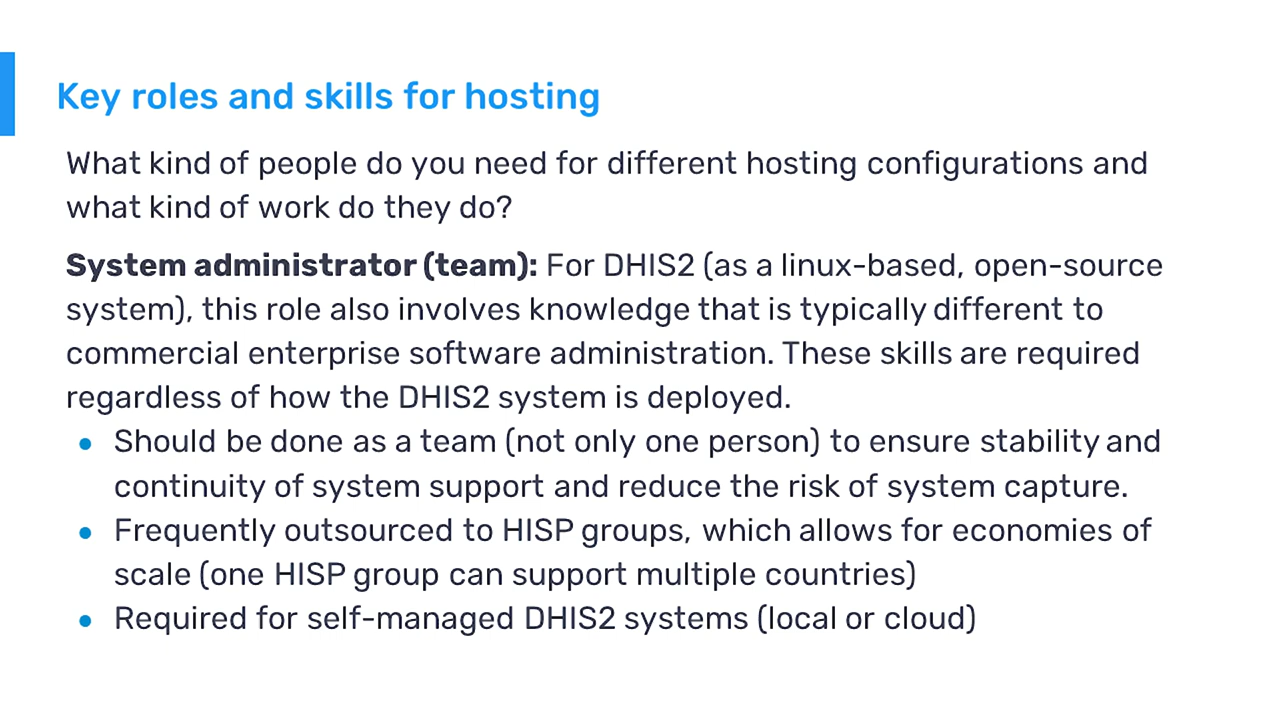 Key roles and skills for hosting
What kind of people do you need for different hosting configurations and
what kind of work do they do?
System administrator (team): For DHIS2 (as a linux-based, open-source
system), this role also involves knowledge that is typically different to
commercial enterprise software administration. These skills are required
regardless of how the DHIS2 system is deployed.
● Should be done as a team (not only one person) to ensure stability and
continuity of system support and reduce the risk of system capture.
● Frequently outsourced to HISP groups, which allows for economies of
scale (one HISP group can support multiple countries)
● Required for self-managed DHIS2 systems (local or cloud)